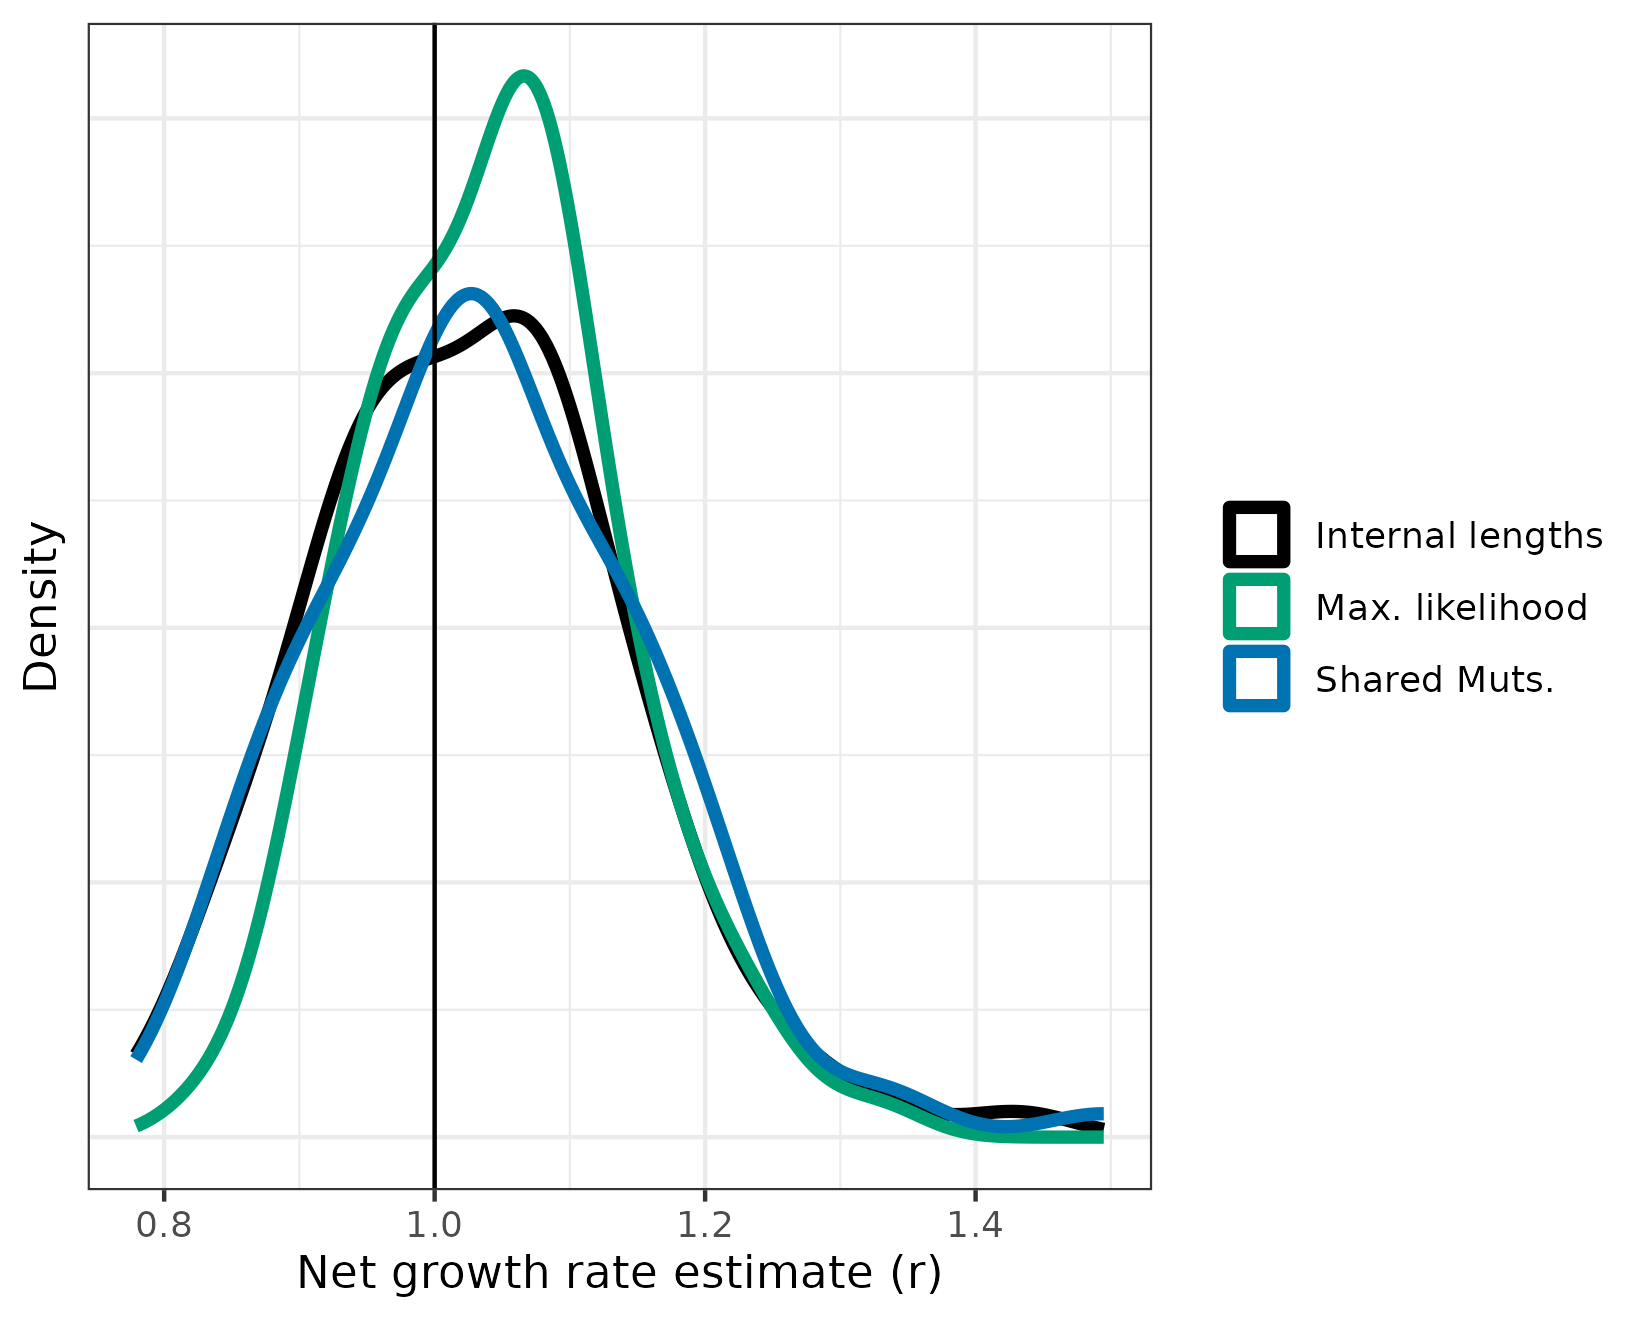 Density
0.8 1.0 1.2 1.4
Net growth rate estimate (r)
Internal lengths
Max. likelihood
Shared Muts.